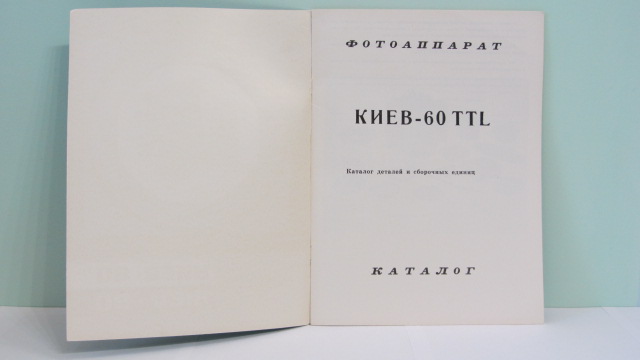 ФОТОАППАРАТ
КИЕВ-60 TTL
Каталог деталей и сборочных единиц
КАТАЛОГ